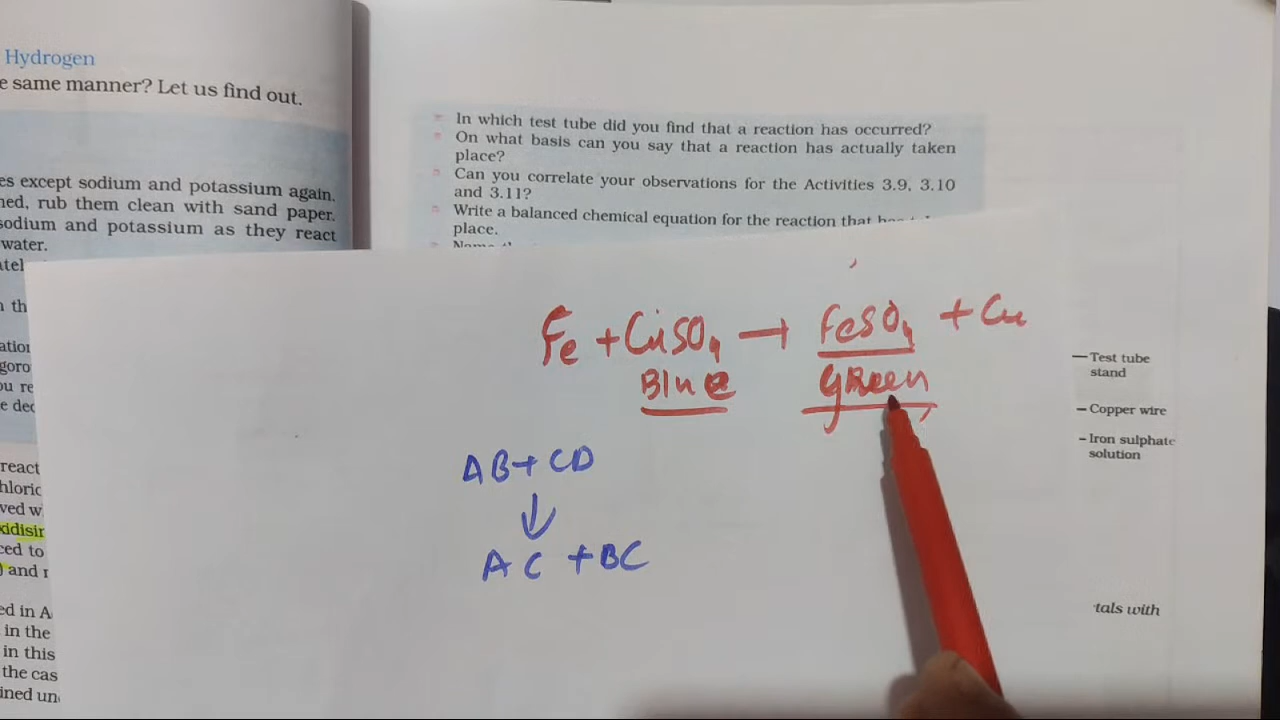 Hydrogen
e same manner? Let us find out.
es except sodium and potassium again.
ned, rub them clean with sand paper.
sodium and potassium as they react
water.
In which test tube did you find that a reaction has occurred?
On what basis can you say that a reaction has actually taken
place?
Can you correlate your observations for the Activities 3.9, 3.10
and 3.11?
Write a balanced chemical equation for the reaction that
place.
Fe + CuSO4 → FeSO4 + Cu
Blue GReen
AB + CD
↓
AC + BC
Test tube
stand
Copper wire
Iron sulphate
solution
tals with
react
hloric
ved w
xidisin
ced to
) and r
ed in A
in the
in this
the cas
ined un